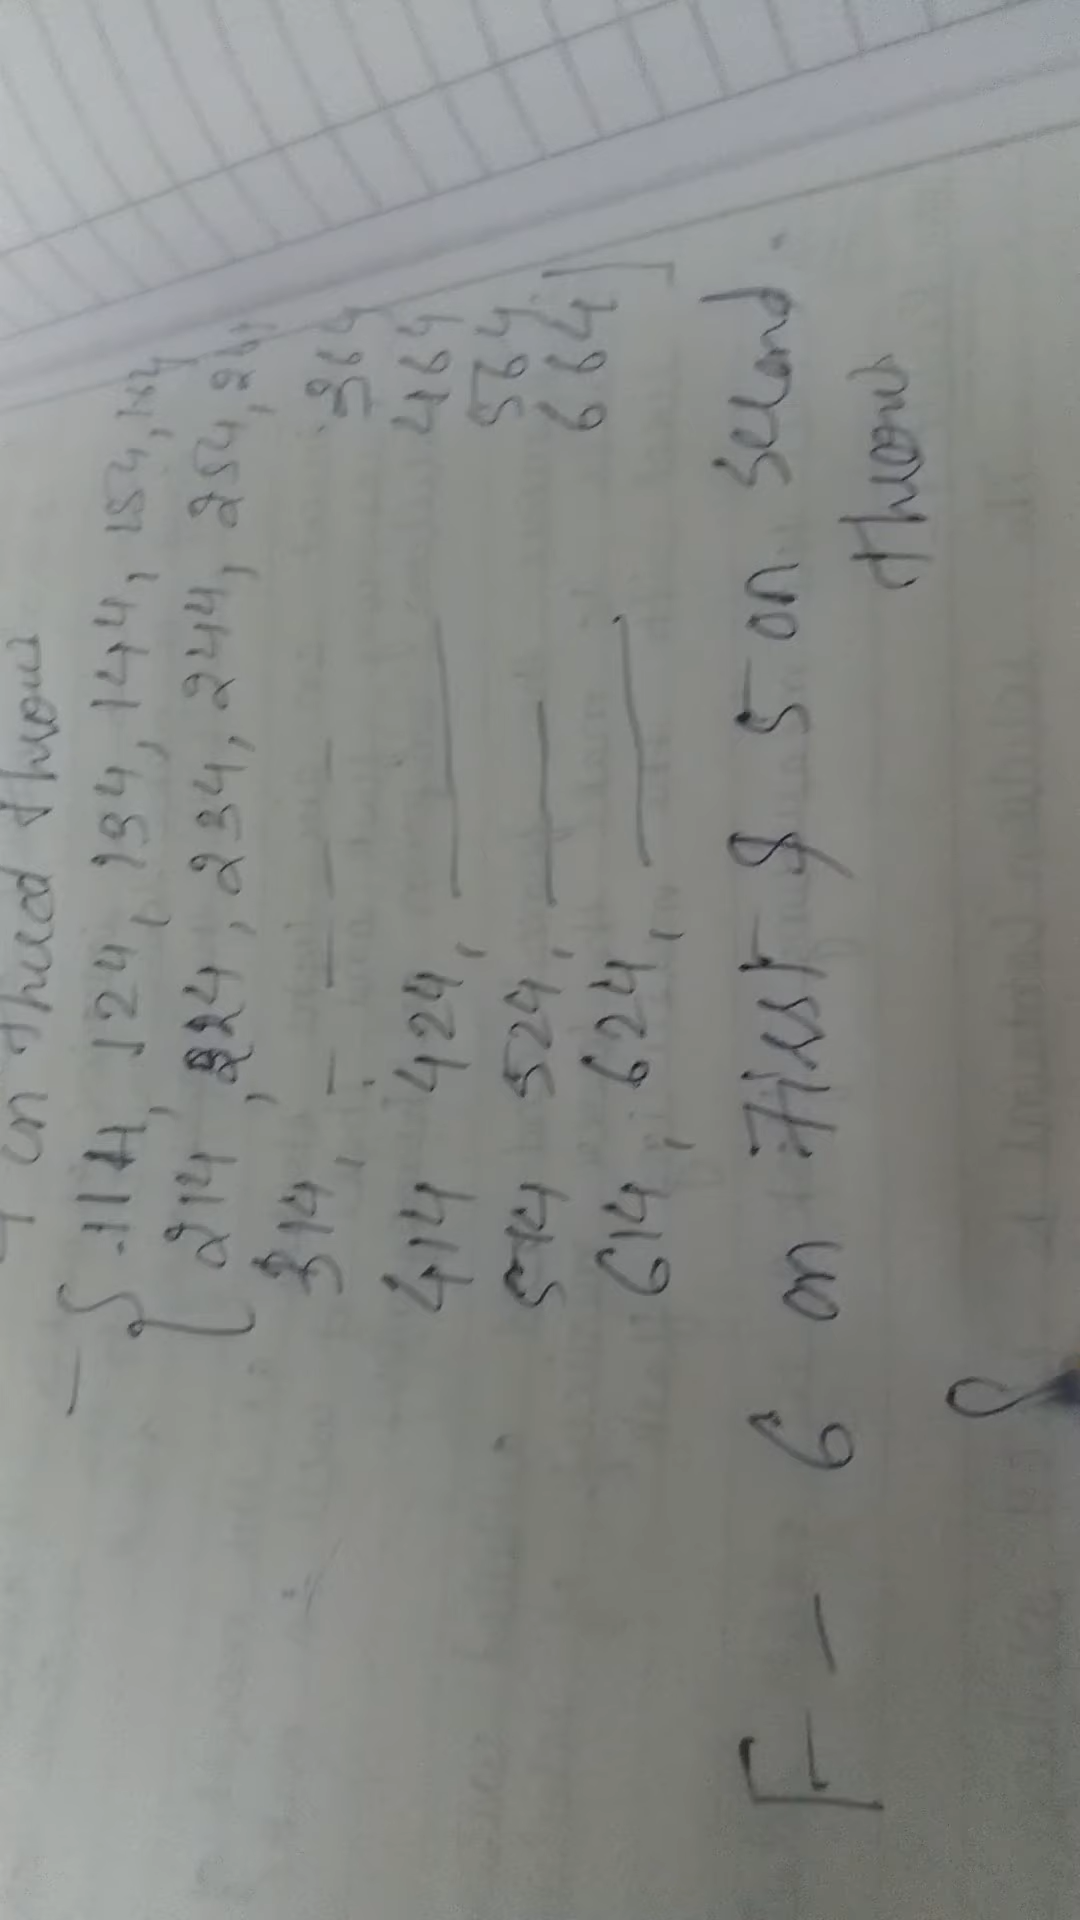 4 on third throw
- { 114, 124, 134, 144, 154, 164
214, 224, 234, 244, 254, 264
314, - - - - - 364
414 424, —— 464
514 524, —— 564
614, 624, —— 664 ]
F - 6 on first & 5 on second
throw